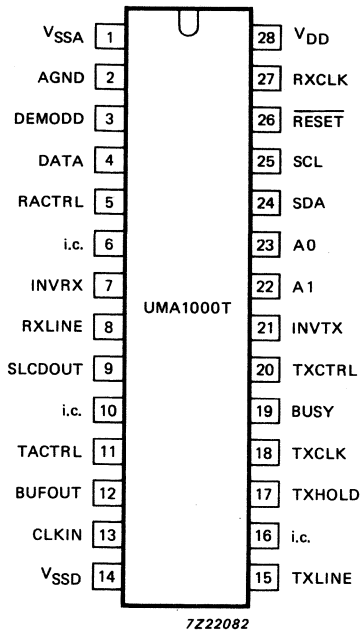 VSSA 1 28 VDD
AGND 2 27 RXCLK
DEMODD 3 26 RESET
DATA 4 25 SCL
RACTRL 5 24 SDA
i.c. 6 23 A0
INVRX 7 22 A1
UMA1000T
RXLINE 8 21 INVTX
SLCDOUT 9 20 TXCTRL
i.c. 10 19 BUSY
TACTRL 11 18 TXCLK
BUFOUT 12 17 TXHOLD
CLKIN 13 16 i.c.
VSSD 14 15 TXLINE
7Z22082